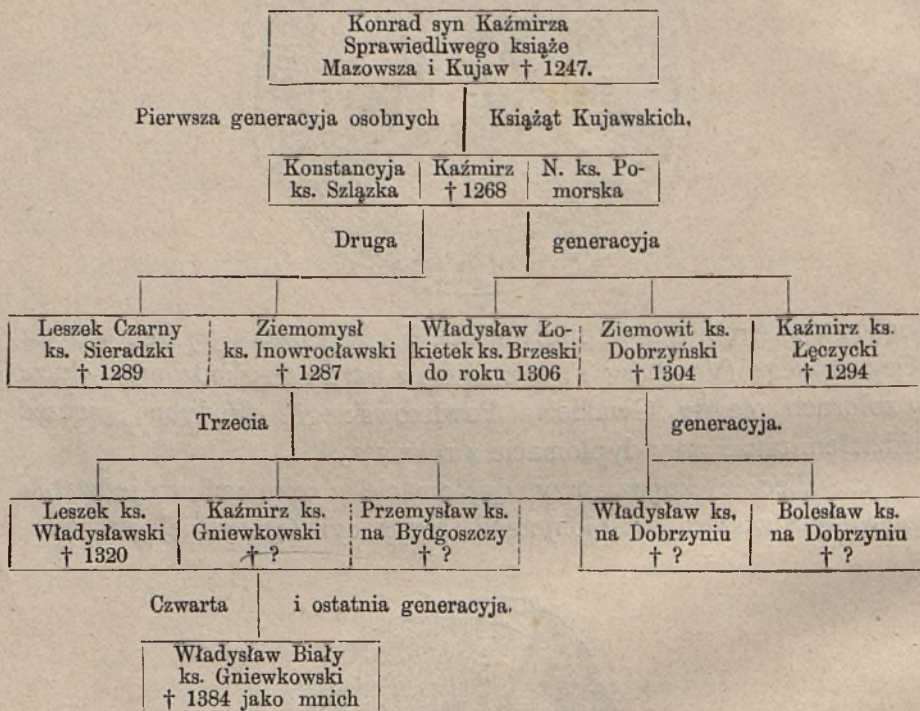 Konrad syn Kaźmirza
Sprawiedliwego książe
Mazowsza i Kujaw † 1247.
Pierwsza generacyja osobnych Książąt Kujawskich,
Konstancyja
ks. Szlązka
Kaźmirz
† 1268
N. ks. Po-
morska
Druga generacyja
Leszek Czarny
ks. Sieradzki
† 1289
Ziemomysł
ks. Inowrocławski
† 1287
Władysław Ło-
kietek ks. Brzeski
do roku 1306
Ziemowit ks.
Dobrzyński
† 1304
Kaźmirz ks.
Łęczycki
† 1294
Trzecia generacyja.
Leszek ks.
Władysławski
† 1320
Kaźmirz ks.
Gniewkowski
† ?
Przemysław ks.
na Bydgoszczy
† ?
Władysław ks,
na Dobrzyniu
† ?
Bolesław ks.
na Dobrzyniu
† ?
Czwarta i ostatnia generacyja.
Władysław Biały
ks. Gniewkowski
† 1384 jako mnich